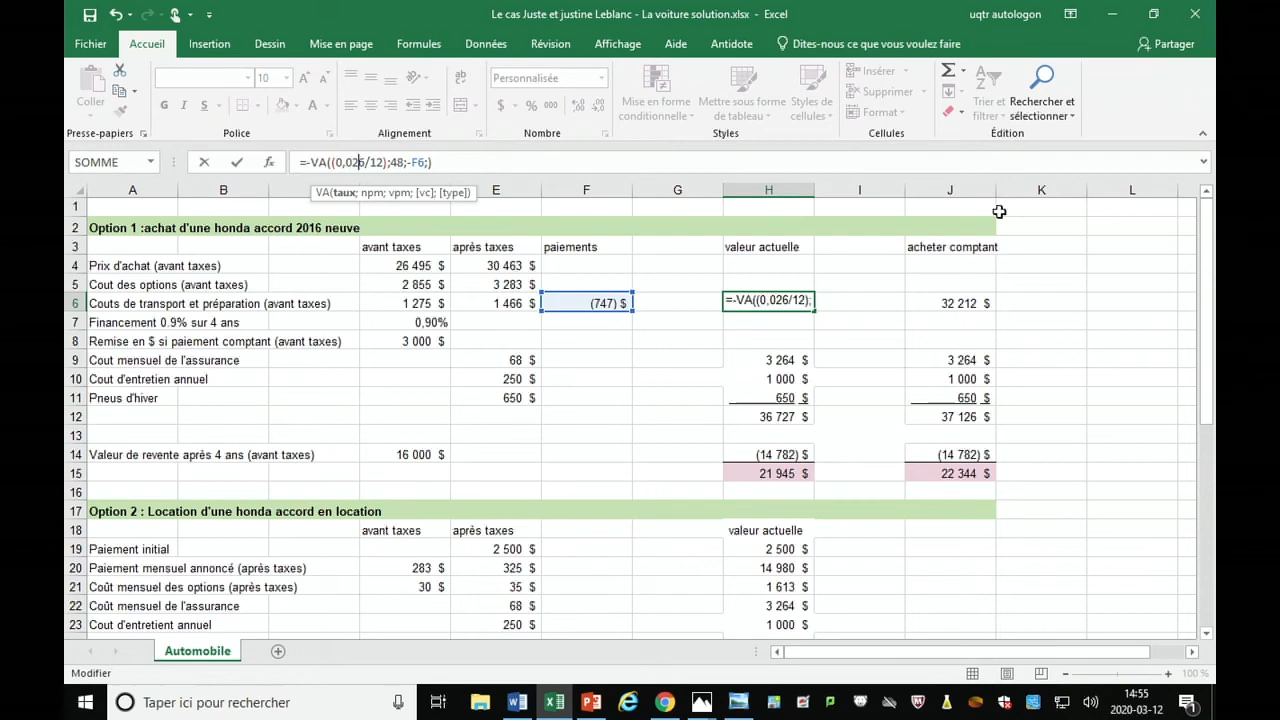 Le cas Juste et justine Leblanc - La voiture solution.xlsx - Excel
uqtr autologon
Fichier Accueil Insertion Dessin Mise en page Formules Données Révision Affichage Aide Antidote Dites-nous ce que vous voulez faire Partager
Coller
10
G I S
A A
ab
Personnalisée
$ % 000
Mise en forme conditionnelle
Mettre sous forme de tableau
Styles de cellules
Insérer
Supprimer
Format
Trier et filtrer
Rechercher et sélectionner
Presse-papiers Police Alignement Nombre Styles Cellules Édition
SOMME fx =-VA((0,026/12);48;-F6;)
VA(taux; npm; vpm; [vc]; [type])
A B E F G H I J K L
1
2 Option 1 :achat d'une honda accord 2016 neuve
3 avant taxes après taxes paiements valeur actuelle acheter comptant
4 Prix d'achat (avant taxes) 26 495 $ 30 463 $
5 Cout des options (avant taxes) 2 855 $ 3 283 $
6 Couts de transport et préparation (avant taxes) 1 275 $ 1 466 $ (747) $ =-VA((0,026/12); 32 212 $
7 Financement 0.9% sur 4 ans 0,90%
8 Remise en $ si paiement comptant (avant taxes) 3 000 $
9 Cout mensuel de l'assurance 68 $ 3 264 $ 3 264 $
10 Cout d'entretien annuel 250 $ 1 000 $ 1 000 $
11 Pneus d'hiver 650 $ 650 $ 650 $
12 36 727 $ 37 126 $
13
14 Valeur de revente après 4 ans (avant taxes) 16 000 $ (14 782) $ (14 782) $
15 21 945 $ 22 344 $
16
17 Option 2 : Location d'une honda accord en location
18 avant taxes après taxes valeur actuelle
19 Paiement initial 2 500 $ 2 500 $
20 Paiement mensuel annoncé (après taxes) 283 $ 325 $ 14 980 $
21 Coût mensuel des options (après taxes) 30 $ 35 $ 1 613 $
22 Coût mensuel de l'assurance 68 $ 3 264 $
23 Cout d'entretient annuel 250 $ 1 000 $
Automobile
Modifier 100 %
Taper ici pour rechercher
14:55
2020-03-12